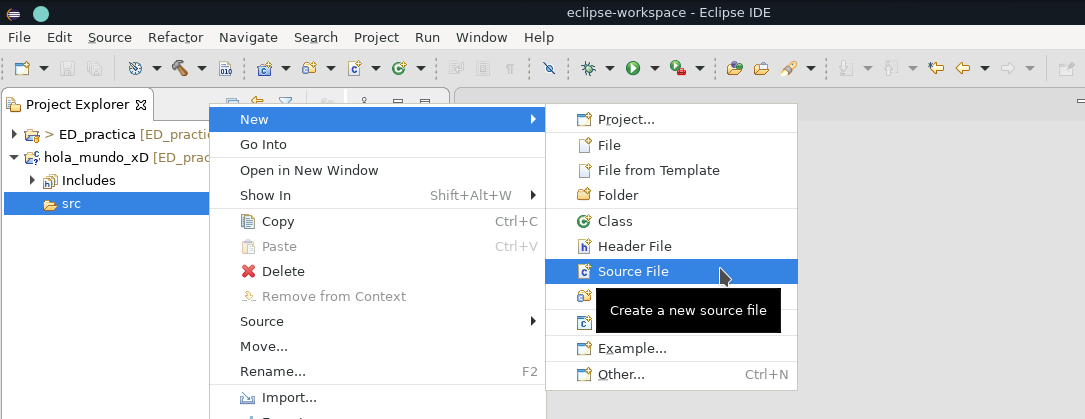 eclipse-workspace - Eclipse IDE
File Edit Source Refactor Navigate Search Project Run Window Help
010
Project Explorer
> ED_practica [ED_practi
hola_mundo_xD [ED_prac
Includes
src
New
Go Into
Open in New Window
Show In Shift+Alt+W
Copy Ctrl+C
Paste Ctrl+V
Delete
Remove from Context
Source
Move...
Rename... F2
Import...
Project...
File
File from Template
Folder
Class
Header File
Source File
Create a new source file
Example...
Other... Ctrl+N